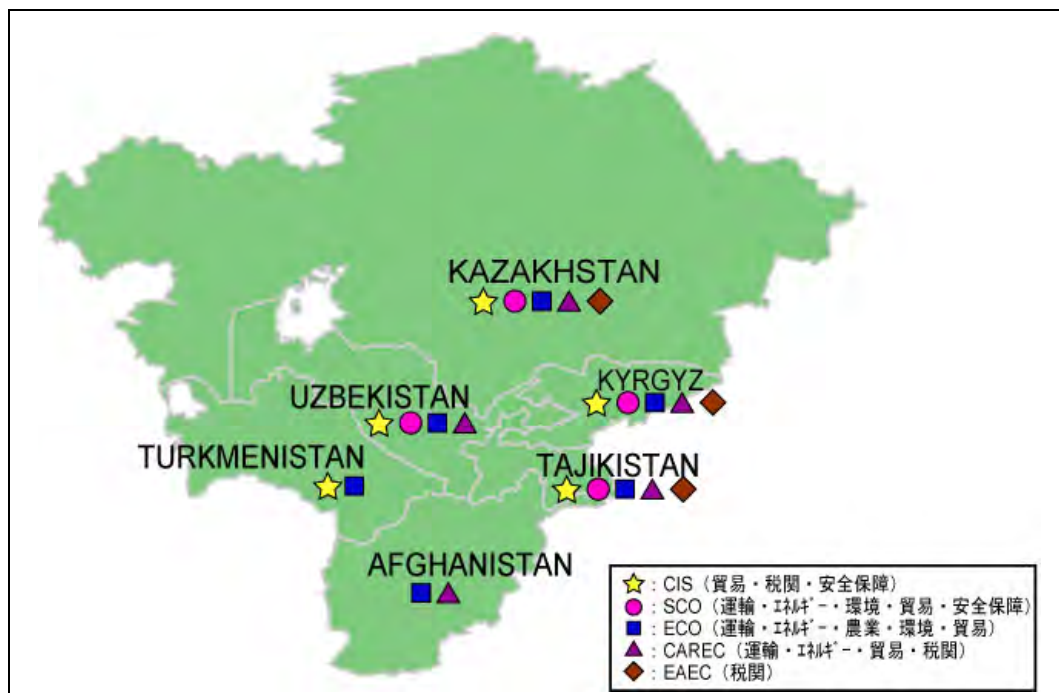 KAZAKHSTAN
KYRGYZ
UZBEKISTAN
TURKMENISTAN
TAJIKISTAN
AFGHANISTAN
: CIS (貿易・税関・安全保障)
: SCO (運輸・ｴﾈﾙｷﾞｰ・環境・貿易・安全保障)
: ECO (運輸・ｴﾈﾙｷﾞｰ・農業・環境・貿易)
: CAREC (運輸・ｴﾈﾙｷﾞｰ・貿易・税関)
: EAEC (税関)